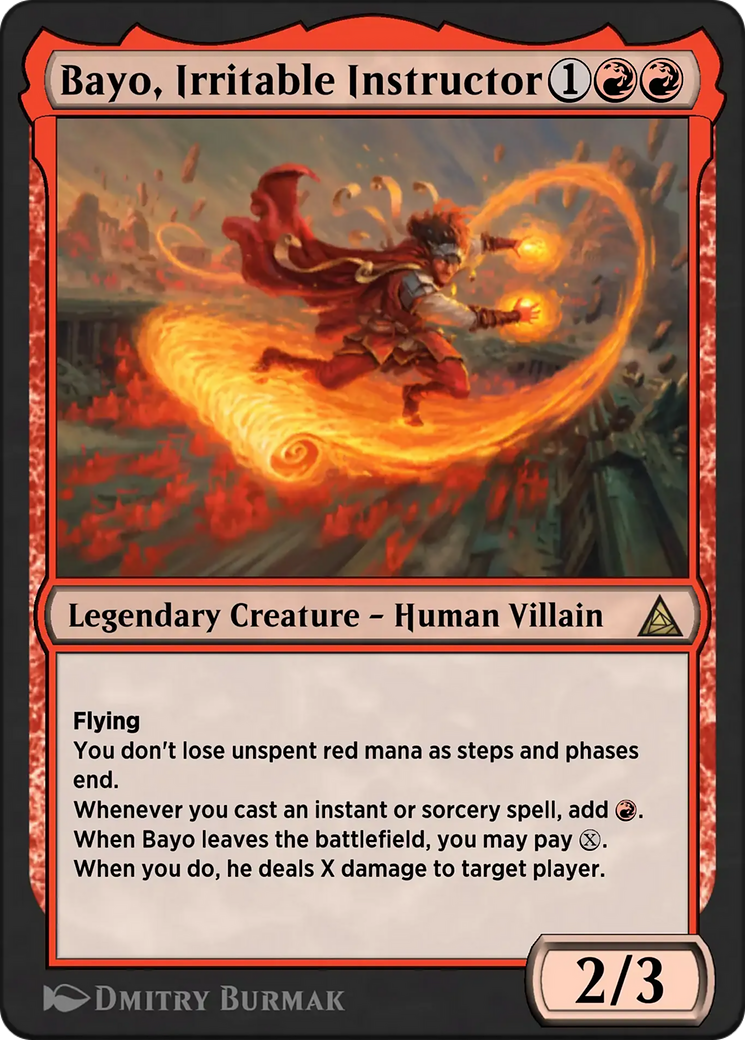 Bayo, Irritable Instructor 1
Legendary Creature – Human Villain
Flying
You don't lose unspent red mana as steps and phases
end.
Whenever you cast an instant or sorcery spell, add .
When Bayo leaves the battlefield, you may pay X.
When you do, he deals X damage to target player.
2/3
Dmitry Burmak